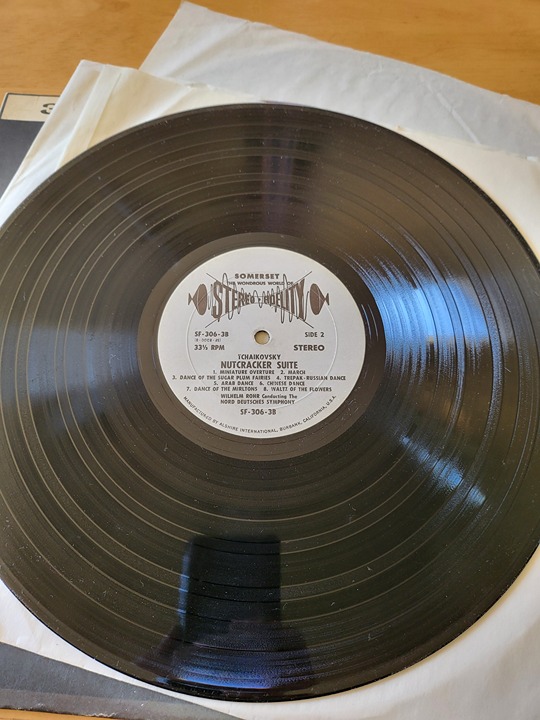 SOMERSET
THE WONDROUS WORLD OF
STEREO-FIDELITY
SF-306-3B
SIDE 2
33⅓ RPM
STEREO
TCHAIKOVSKY
NUTCRACKER SUITE
1. MINIATURE OVERTURE 2. MARCH
3. DANCE OF THE SUGAR PLUM FAIRIES 4. TREPAK-RUSSIAN DANCE
5. ARAB DANCE 6. CHINESE DANCE
7. DANCE OF THE MIRLTONS 8. WALTZ OF THE FLOWERS
WILHELM ROHR Conducting The
NORD DEUTSCHES SYMPHONY
SF-306-3B
MANUFACTURED BY ALSHIRE INTERNATIONAL, BURBANK, CALIFORNIA, U.S.A.